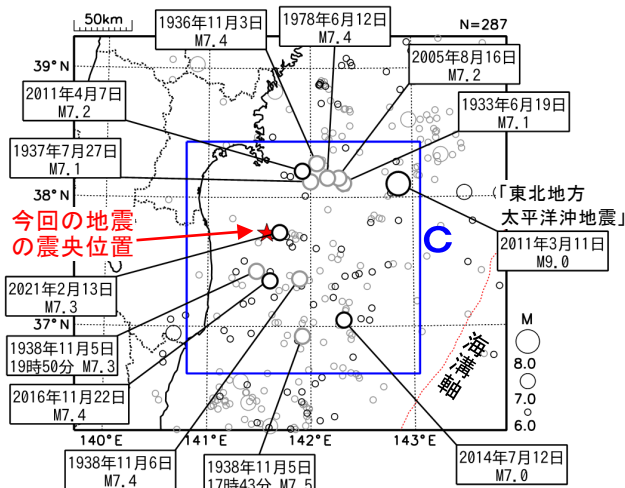 50km
1936年11月3日
M7.4
1978年6月12日
M7.4
N=287
39°N
2005年8月16日
M7.2
2011年4月7日
M7.2
1933年6月19日
M7.1
1937年7月27日
M7.1
38°N
「東北地方
太平洋沖地震」
今回の地震
の震央位置
C
2011年3月11日
M9.0
2021年2月13日
M7.3
37°N
1938年11月5日
19時50分 M7.3
海溝軸
M
8.0
7.0
6.0
2016年11月22日
M7.4
140°E
141°E
142°E
143°E
1938年11月6日
M7.4
1938年11月5日
17時43分 M7.5
2014年7月12日
M7.0